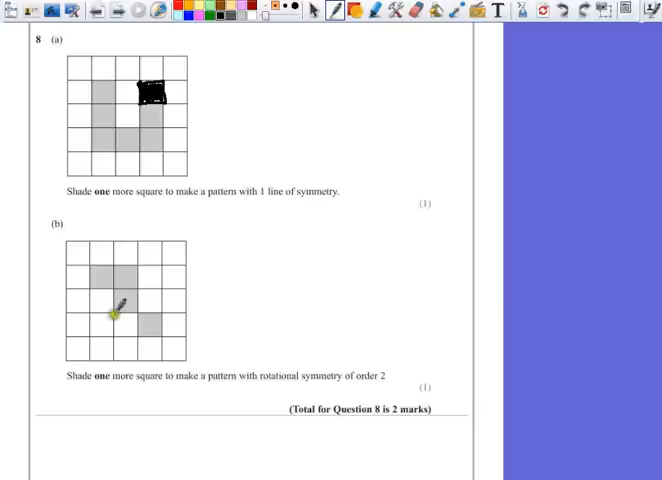 T
8 (a)
Shade one more square to make a pattern with 1 line of symmetry.
(1)
(b)
Shade one more square to make a pattern with rotational symmetry of order 2
(1)
(Total for Question 8 is 2 marks)